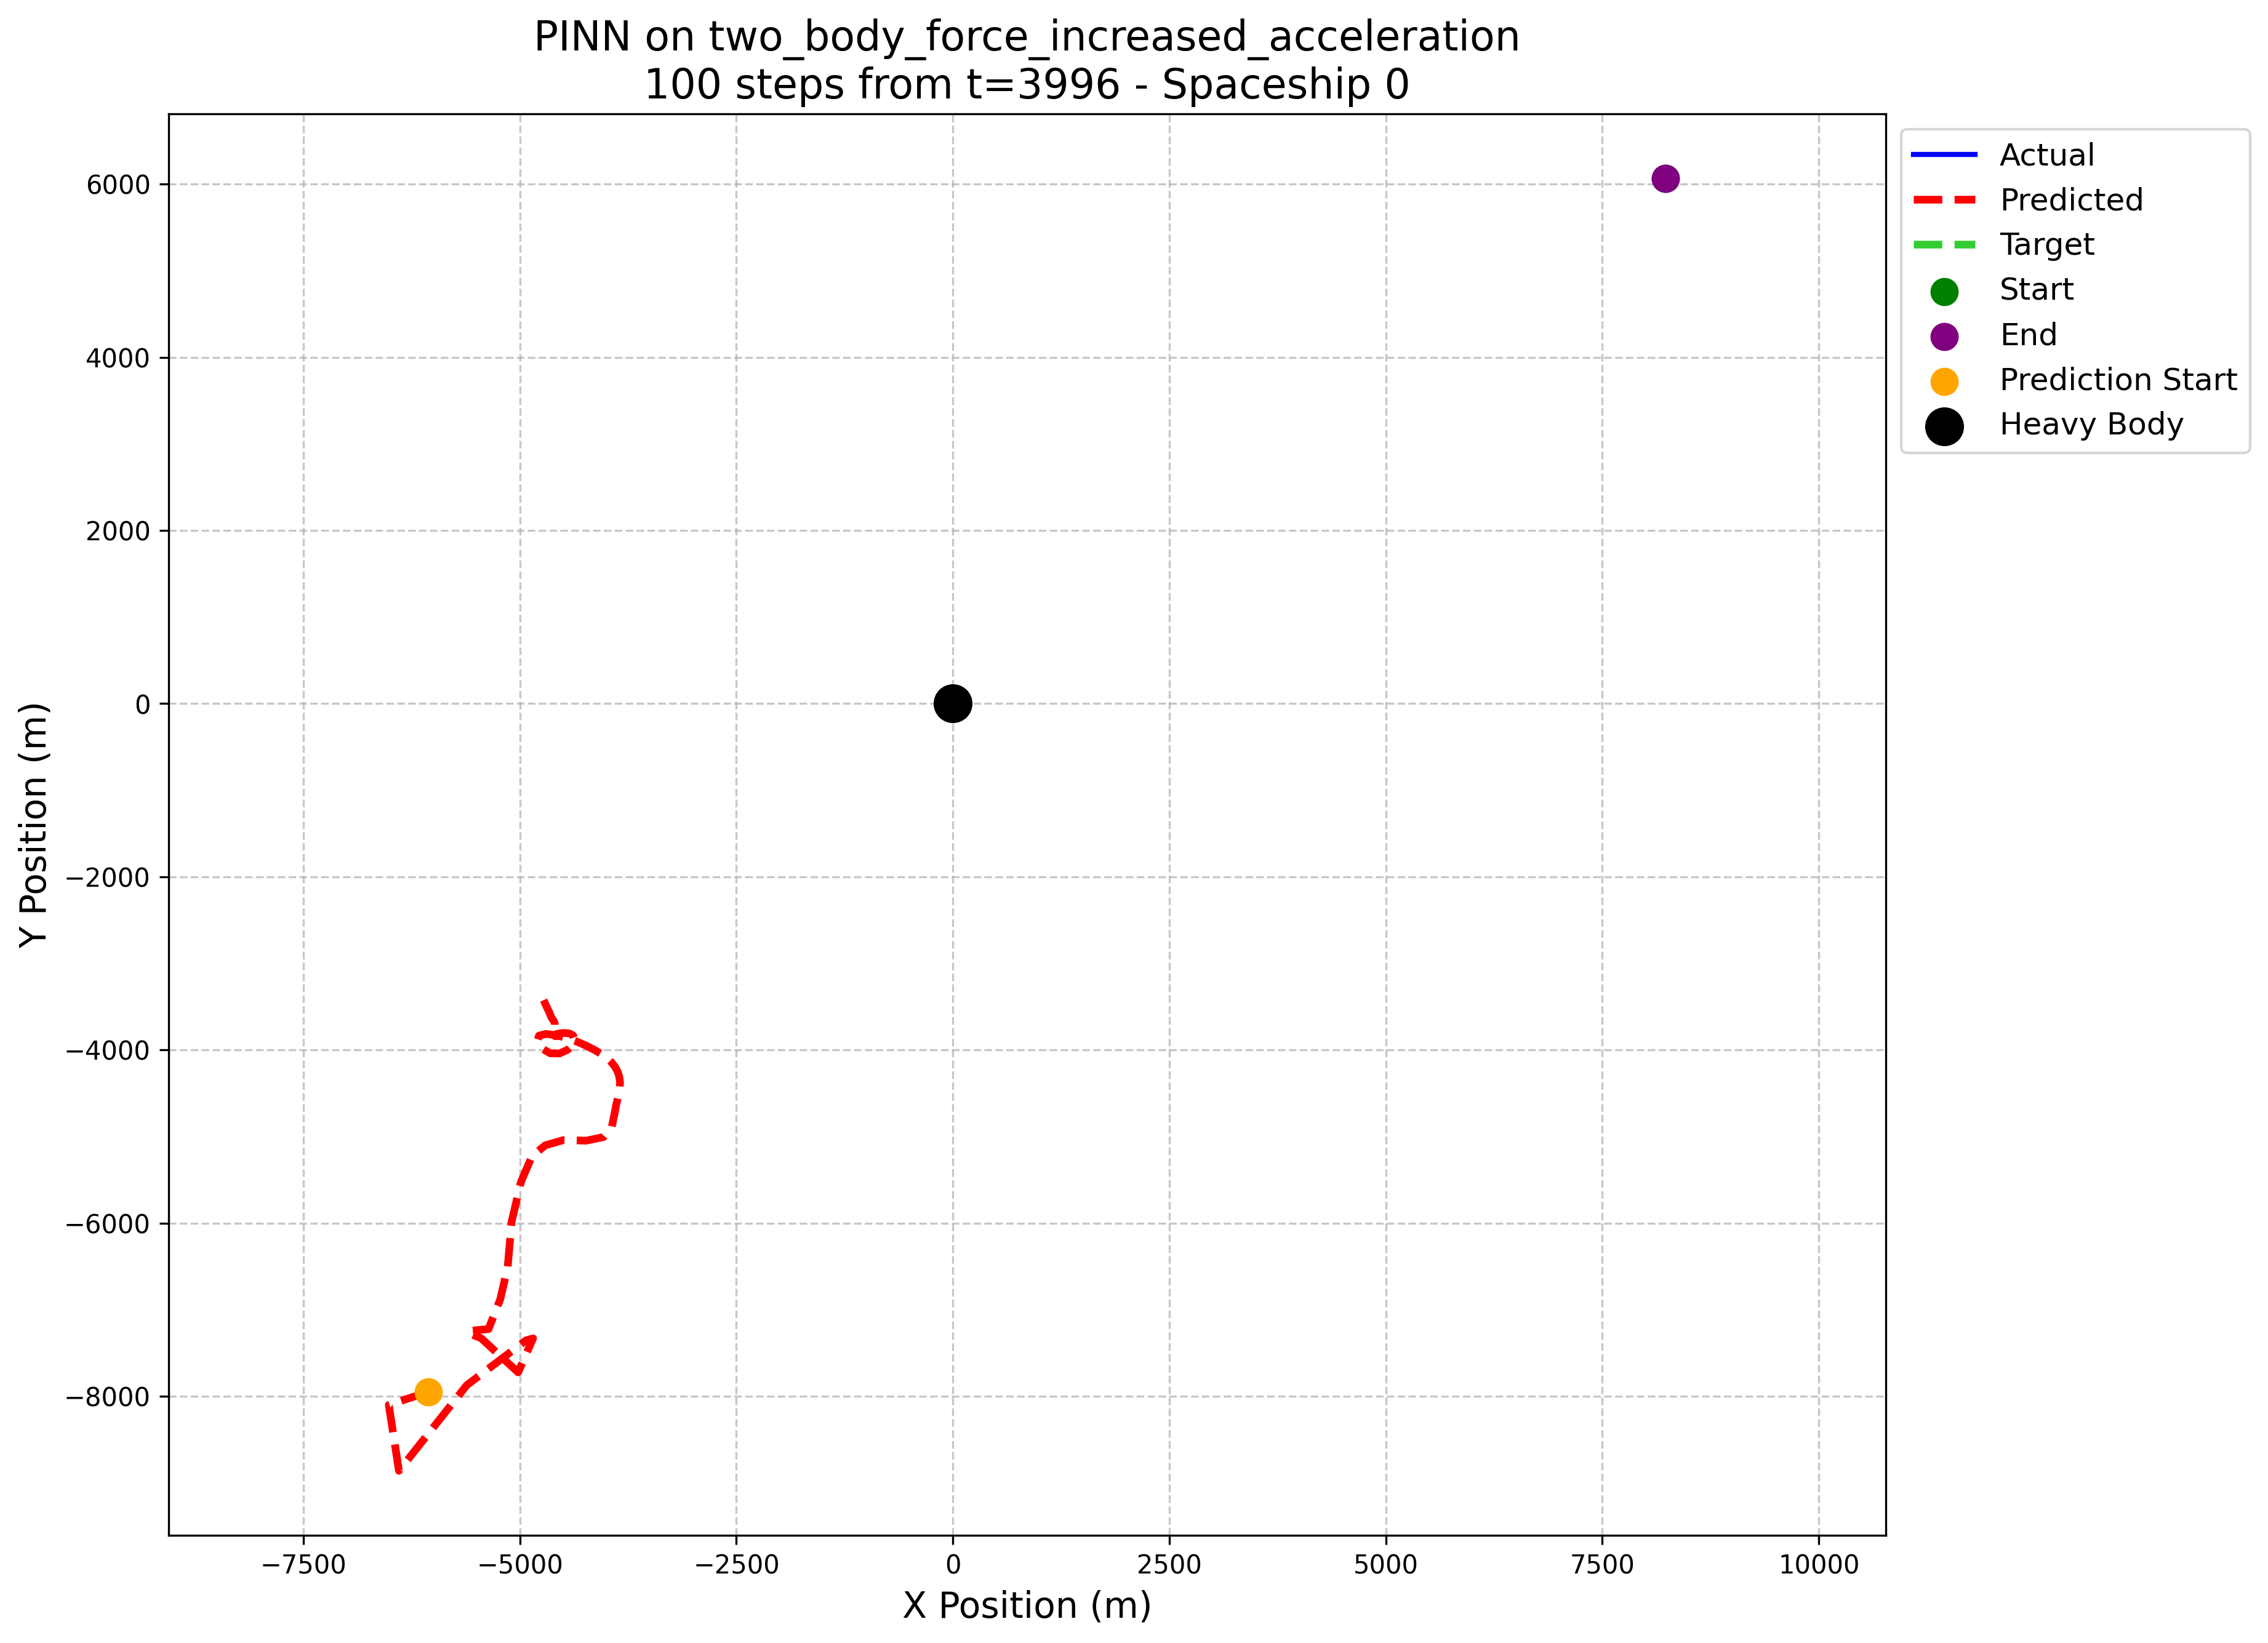 PINN on two_body_force_increased_acceleration
100 steps from t=3996 - Spaceship 0
Actual
Predicted
Target
Start
End
Prediction Start
Heavy Body
Y Position (m)
6000
4000
2000
0
−2000
−4000
−6000
−8000
−7500
−5000
−2500
0
2500
5000
7500
10000
X Position (m)